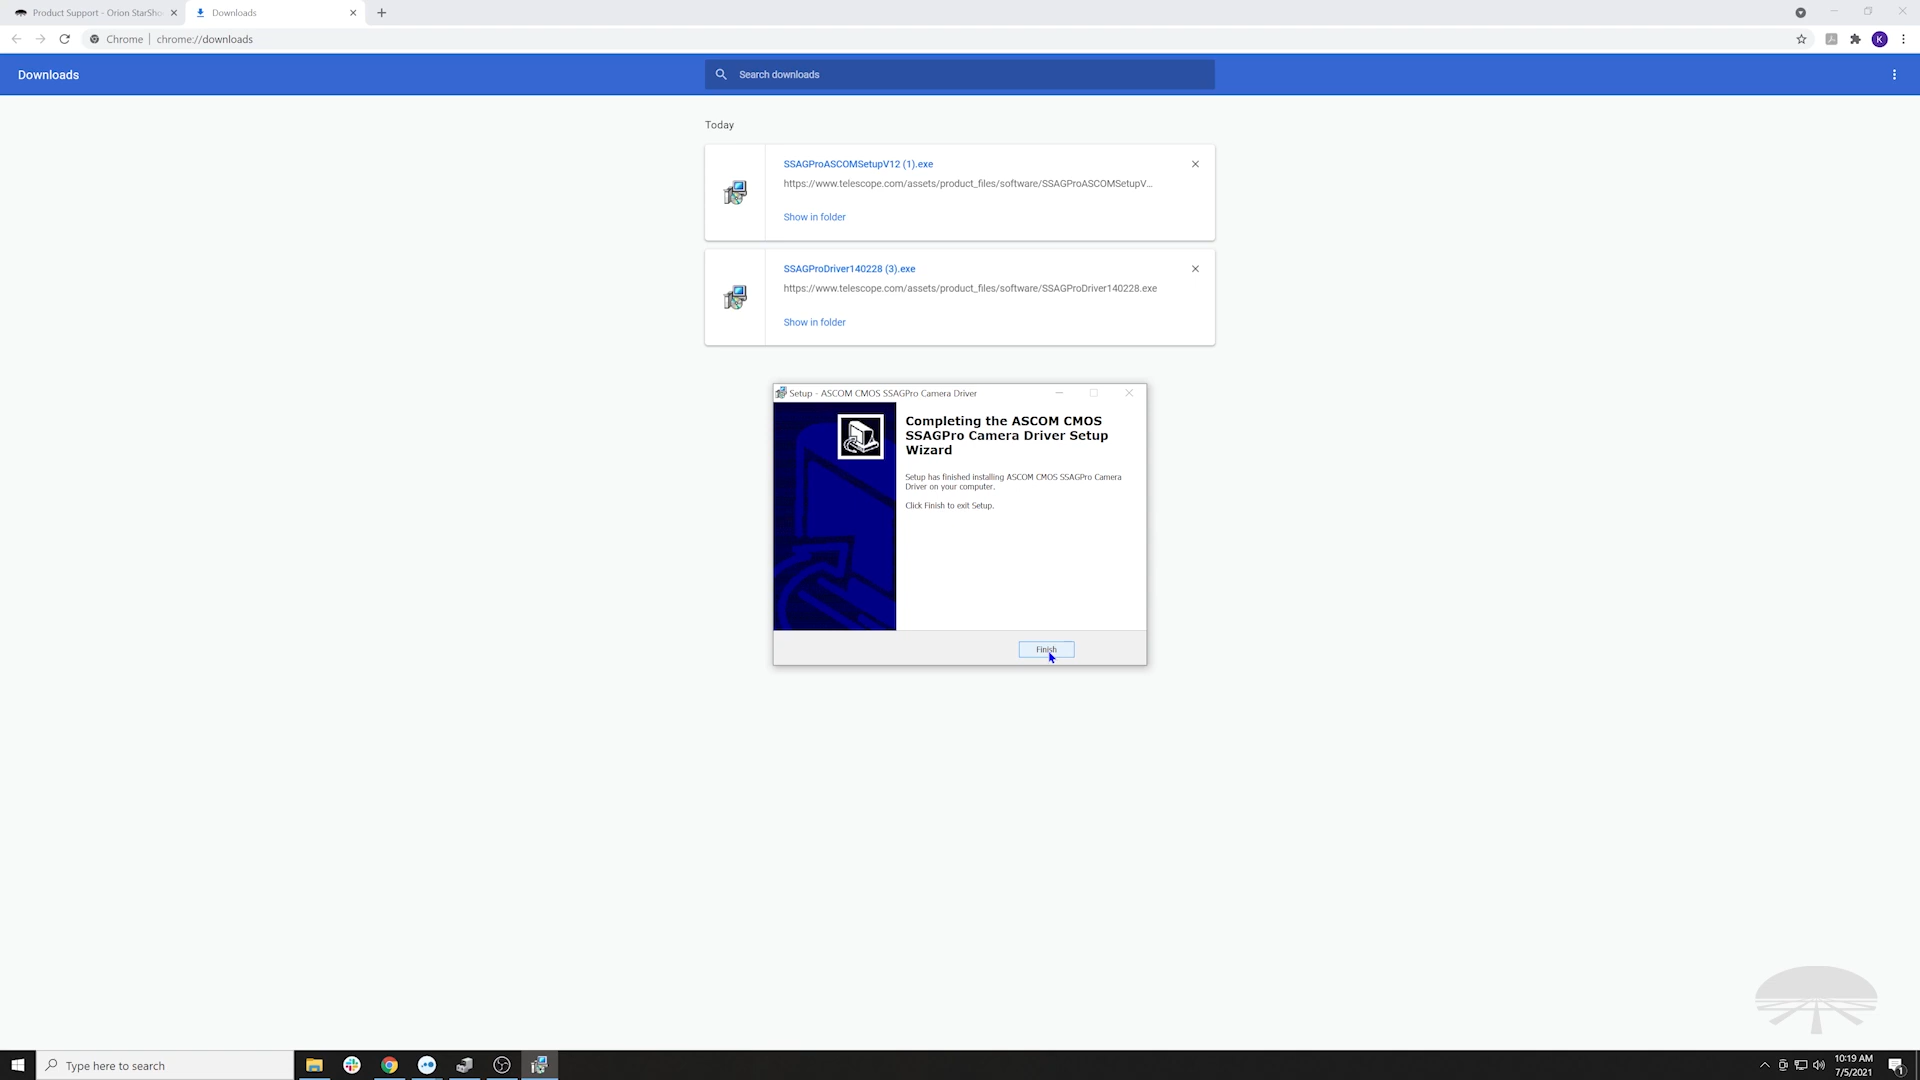 Product Support - Orion StarSho
Downloads
Chrome | chrome://downloads
K
Downloads
Search downloads
Today
SSAGProASCOMSetupV12 (1).exe
https://www.telescope.com/assets/product_files/software/SSAGProASCOMSetupV...
Show in folder
SSAGProDriver140228 (3).exe
https://www.telescope.com/assets/product_files/software/SSAGProDriver140228.exe
Show in folder
Setup - ASCOM CMOS SSAGPro Camera Driver
Completing the ASCOM CMOS
SSAGPro Camera Driver Setup
Wizard
Setup has finished installing ASCOM CMOS SSAGPro Camera
Driver on your computer.
Click Finish to exit Setup.
Finish
Type here to search
10:19 AM
7/5/2021
1